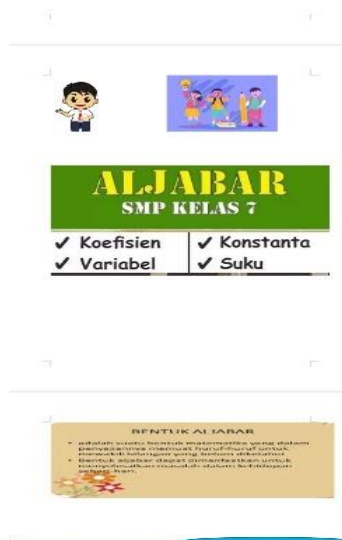 ALJABAR
SMP KELAS 7
✓ Koefisien
✓ Konstanta
✓ Variabel
✓ Suku
BENTUK ALJABAR
• adalah suatu bentuk matematika yang dalam
penyajiannya memuat huruf-huruf untuk
mewakili bilangan yang belum diketahui
• Bentuk aljabar dapat dimanfaatkan untuk
menyelesaikan masalah dalam kehidupan
sehari-hari.